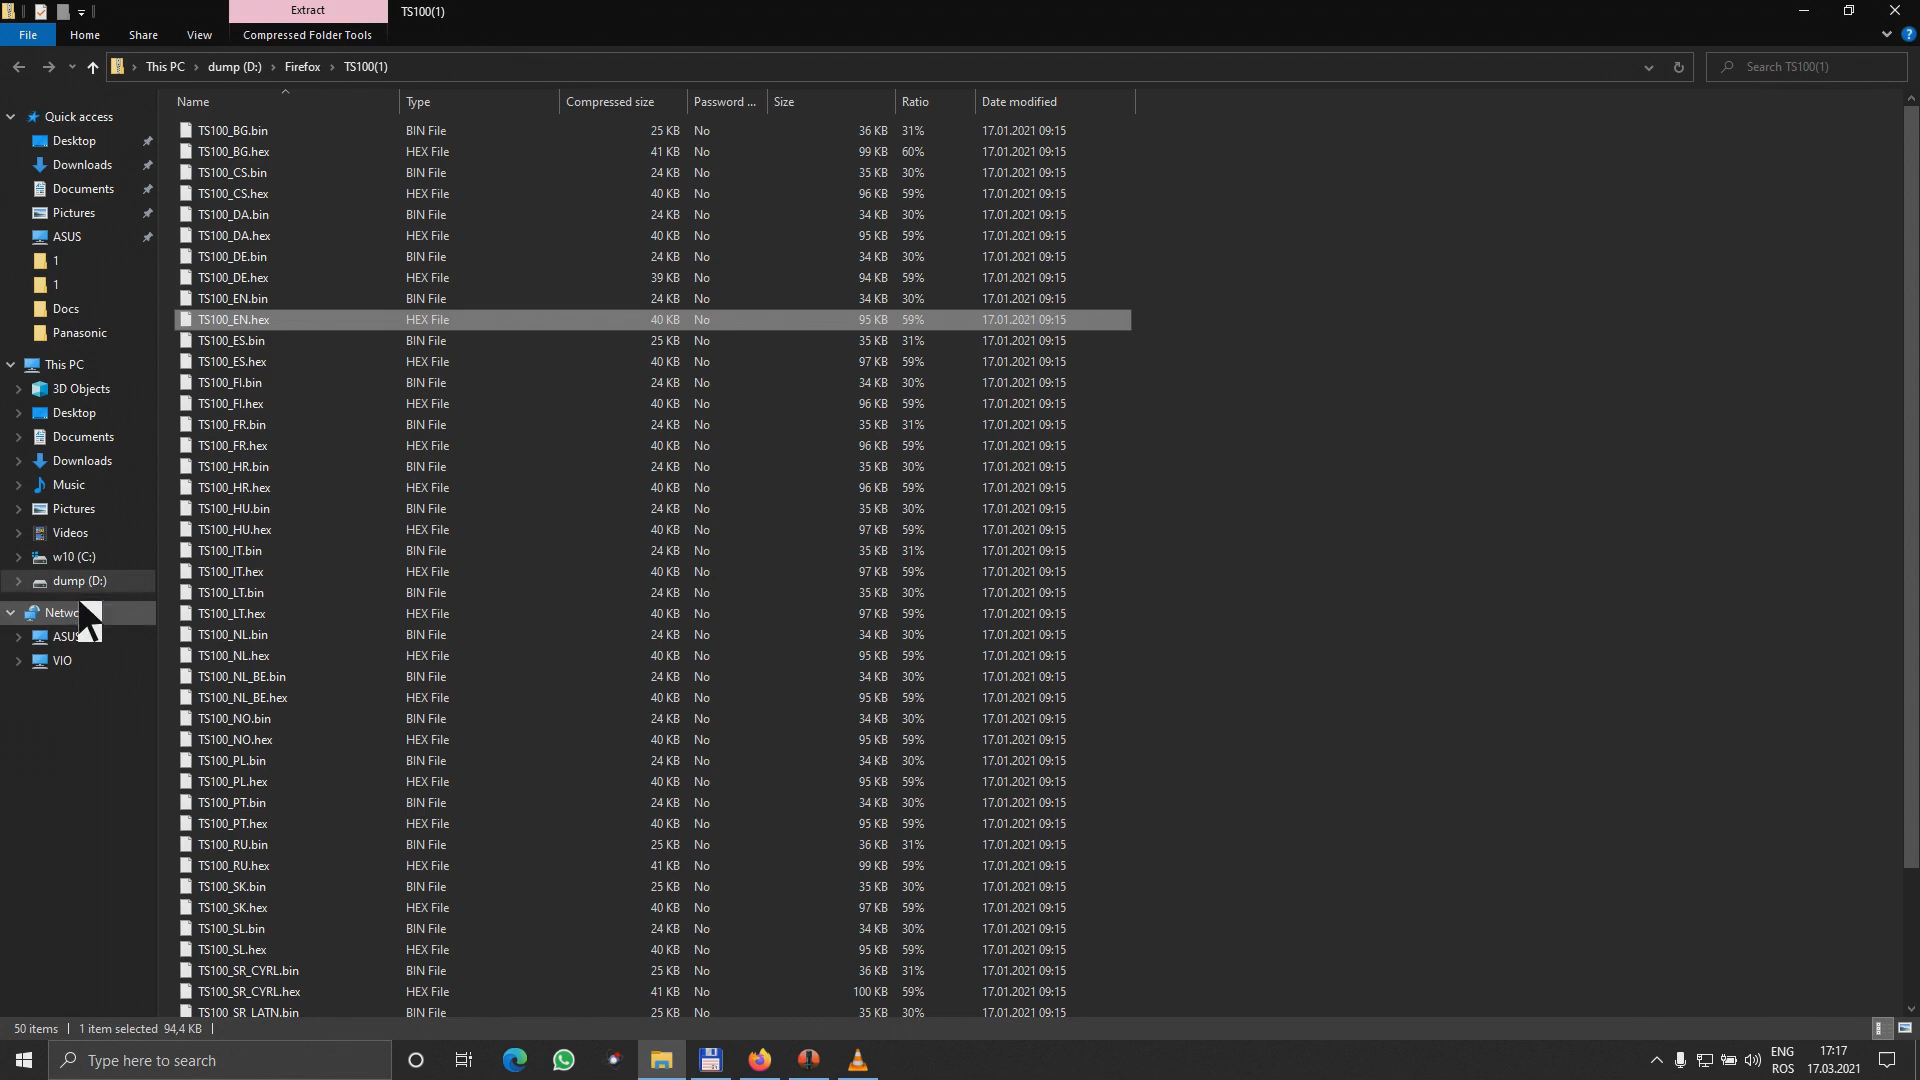 Extract TS100(1)
File Home Share View Compressed Folder Tools
This PC dump (D:) Firefox TS100(1) Search TS100(1)
Name Type Compressed size Password ... Size Ratio Date modified
Quick access
Desktop
Downloads
Documents
Pictures
ASUS
1
1
Docs
Panasonic
This PC
3D Objects
Desktop
Documents
Downloads
Music
Pictures
Videos
w10 (C:)
dump (D:)
ASUS
VIO
TS100_BG.bin BIN File 25 KB No 36 KB 31% 17.01.2021 09:15
TS100_BG.hex HEX File 41 KB No 99 KB 60% 17.01.2021 09:15
TS100_CS.bin BIN File 24 KB No 35 KB 30% 17.01.2021 09:15
TS100_CS.hex HEX File 40 KB No 96 KB 59% 17.01.2021 09:15
TS100_DA.bin BIN File 24 KB No 34 KB 30% 17.01.2021 09:15
TS100_DA.hex HEX File 40 KB No 95 KB 59% 17.01.2021 09:15
TS100_DE.bin BIN File 24 KB No 34 KB 30% 17.01.2021 09:15
TS100_DE.hex HEX File 39 KB No 94 KB 59% 17.01.2021 09:15
TS100_EN.bin BIN File 24 KB No 34 KB 30% 17.01.2021 09:15
TS100_EN.hex HEX File 40 KB No 95 KB 59% 17.01.2021 09:15
TS100_ES.bin BIN File 25 KB No 35 KB 31% 17.01.2021 09:15
TS100_ES.hex HEX File 40 KB No 97 KB 59% 17.01.2021 09:15
TS100_FI.bin BIN File 24 KB No 34 KB 30% 17.01.2021 09:15
TS100_FI.hex HEX File 40 KB No 96 KB 59% 17.01.2021 09:15
TS100_FR.bin BIN File 24 KB No 35 KB 31% 17.01.2021 09:15
TS100_FR.hex HEX File 40 KB No 96 KB 59% 17.01.2021 09:15
TS100_HR.bin BIN File 24 KB No 35 KB 30% 17.01.2021 09:15
TS100_HR.hex HEX File 40 KB No 96 KB 59% 17.01.2021 09:15
TS100_HU.bin BIN File 24 KB No 35 KB 30% 17.01.2021 09:15
TS100_HU.hex HEX File 40 KB No 97 KB 59% 17.01.2021 09:15
TS100_IT.bin BIN File 24 KB No 35 KB 31% 17.01.2021 09:15
TS100_IT.hex HEX File 40 KB No 97 KB 59% 17.01.2021 09:15
TS100_LT.bin BIN File 24 KB No 35 KB 30% 17.01.2021 09:15
TS100_LT.hex HEX File 40 KB No 97 KB 59% 17.01.2021 09:15
TS100_NL.bin BIN File 24 KB No 34 KB 30% 17.01.2021 09:15
TS100_NL.hex HEX File 40 KB No 95 KB 59% 17.01.2021 09:15
TS100_NL_BE.bin BIN File 24 KB No 34 KB 30% 17.01.2021 09:15
TS100_NL_BE.hex HEX File 40 KB No 95 KB 59% 17.01.2021 09:15
TS100_NO.bin BIN File 24 KB No 34 KB 30% 17.01.2021 09:15
TS100_NO.hex HEX File 40 KB No 95 KB 59% 17.01.2021 09:15
TS100_PL.bin BIN File 24 KB No 34 KB 30% 17.01.2021 09:15
TS100_PL.hex HEX File 40 KB No 95 KB 59% 17.01.2021 09:15
TS100_PT.bin BIN File 24 KB No 34 KB 30% 17.01.2021 09:15
TS100_PT.hex HEX File 40 KB No 95 KB 59% 17.01.2021 09:15
TS100_RU.bin BIN File 25 KB No 36 KB 31% 17.01.2021 09:15
TS100_RU.hex HEX File 41 KB No 99 KB 59% 17.01.2021 09:15
TS100_SK.bin BIN File 25 KB No 35 KB 30% 17.01.2021 09:15
TS100_SK.hex HEX File 40 KB No 97 KB 59% 17.01.2021 09:15
TS100_SL.bin BIN File 24 KB No 34 KB 30% 17.01.2021 09:15
TS100_SL.hex HEX File 40 KB No 95 KB 59% 17.01.2021 09:15
TS100_SR_CYRL.bin BIN File 25 KB No 36 KB 31% 17.01.2021 09:15
TS100_SR_CYRL.hex HEX File 41 KB No 100 KB 59% 17.01.2021 09:15
TS100_SR_LATN.bin BIN File 25 KB No 35 KB 30% 17.01.2021 09:15
50 items 1 item selected 94,4 KB
Type here to search
ENG 17:17
ROS 17.03.2021